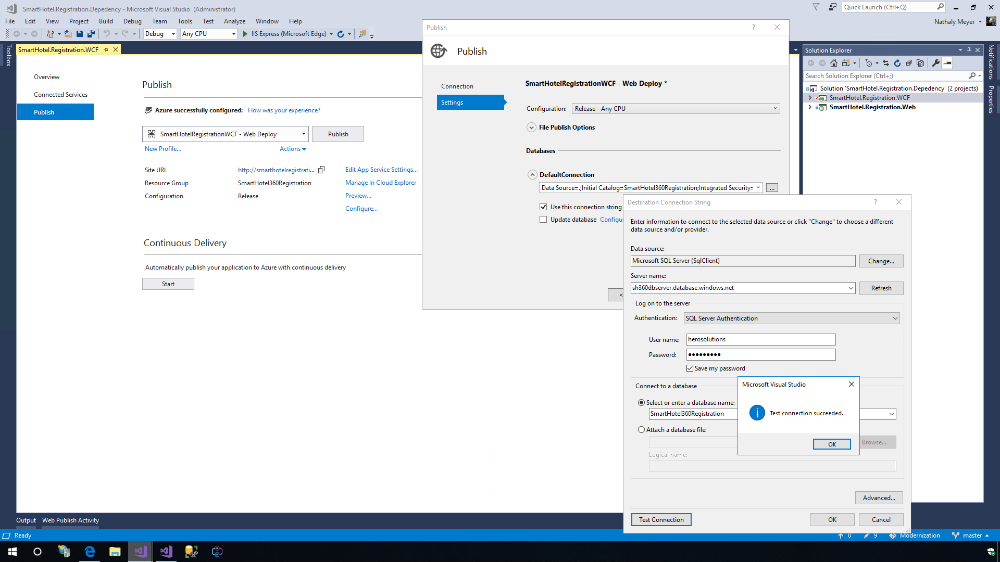 SmartHotel.Registration.Depedency - Microsoft Visual Studio (Administrator)
Quick Launch (Ctrl+Q)
File Edit View Project Build Debug Team Tools Test Analyze Window Help
Nathaly Meyer
Debug Any CPU IIS Express (Microsoft Edge)
Toolbox
SmartHotel.Registration.WCF
Overview
Connected Services
Publish
Publish
Azure successfully configured: How was your experience?
SmartHotelRegistrationWCF - Web Deploy
Publish
New Profile...
Actions
Site URL
http://smarthotelregistrati...
Edit App Service Settings...
Resource Group
SmartHotel360Registration
Manage In Cloud Explorer
Configuration
Release
Preview...
Configure...
Continuous Delivery
Automatically publish your application to Azure with continuous delivery
Start
Publish
?
Publish
Connection
Settings
SmartHotelRegistrationWCF - Web Deploy *
Configuration: Release - Any CPU
File Publish Options
Databases
DefaultConnection
Data Source=.;Initial Catalog=SmartHotel360Registration;Integrated Security=
...
Use this connection string
Update database Configu
<
Destination Connection String
?
Enter information to connect to the selected data source or click "Change" to choose a different
data source and/or provider.
Data source:
Microsoft SQL Server (SqlClient)
Change...
Server name:
sh360dbserver.database.windows.net
Refresh
Log on to the server
Authentication: SQL Server Authentication
User name: herosolutions
Password: •••••••••
Save my password
Connect to a database
Select or enter a database name:
SmartHotel360Registration
Attach a database file:
Browse...
Logical name:
Microsoft Visual Studio
Test connection succeeded.
OK
Advanced...
Test Connection
OK
Cancel
Solution Explorer
Search Solution Explorer (Ctrl+;)
Solution 'SmartHotel.Registration.Depedency' (2 projects)
SmartHotel.Registration.WCF
SmartHotel.Registration.Web
Notifications
Properties
Output Web Publish Activity
Ready
0 9 Modernization master